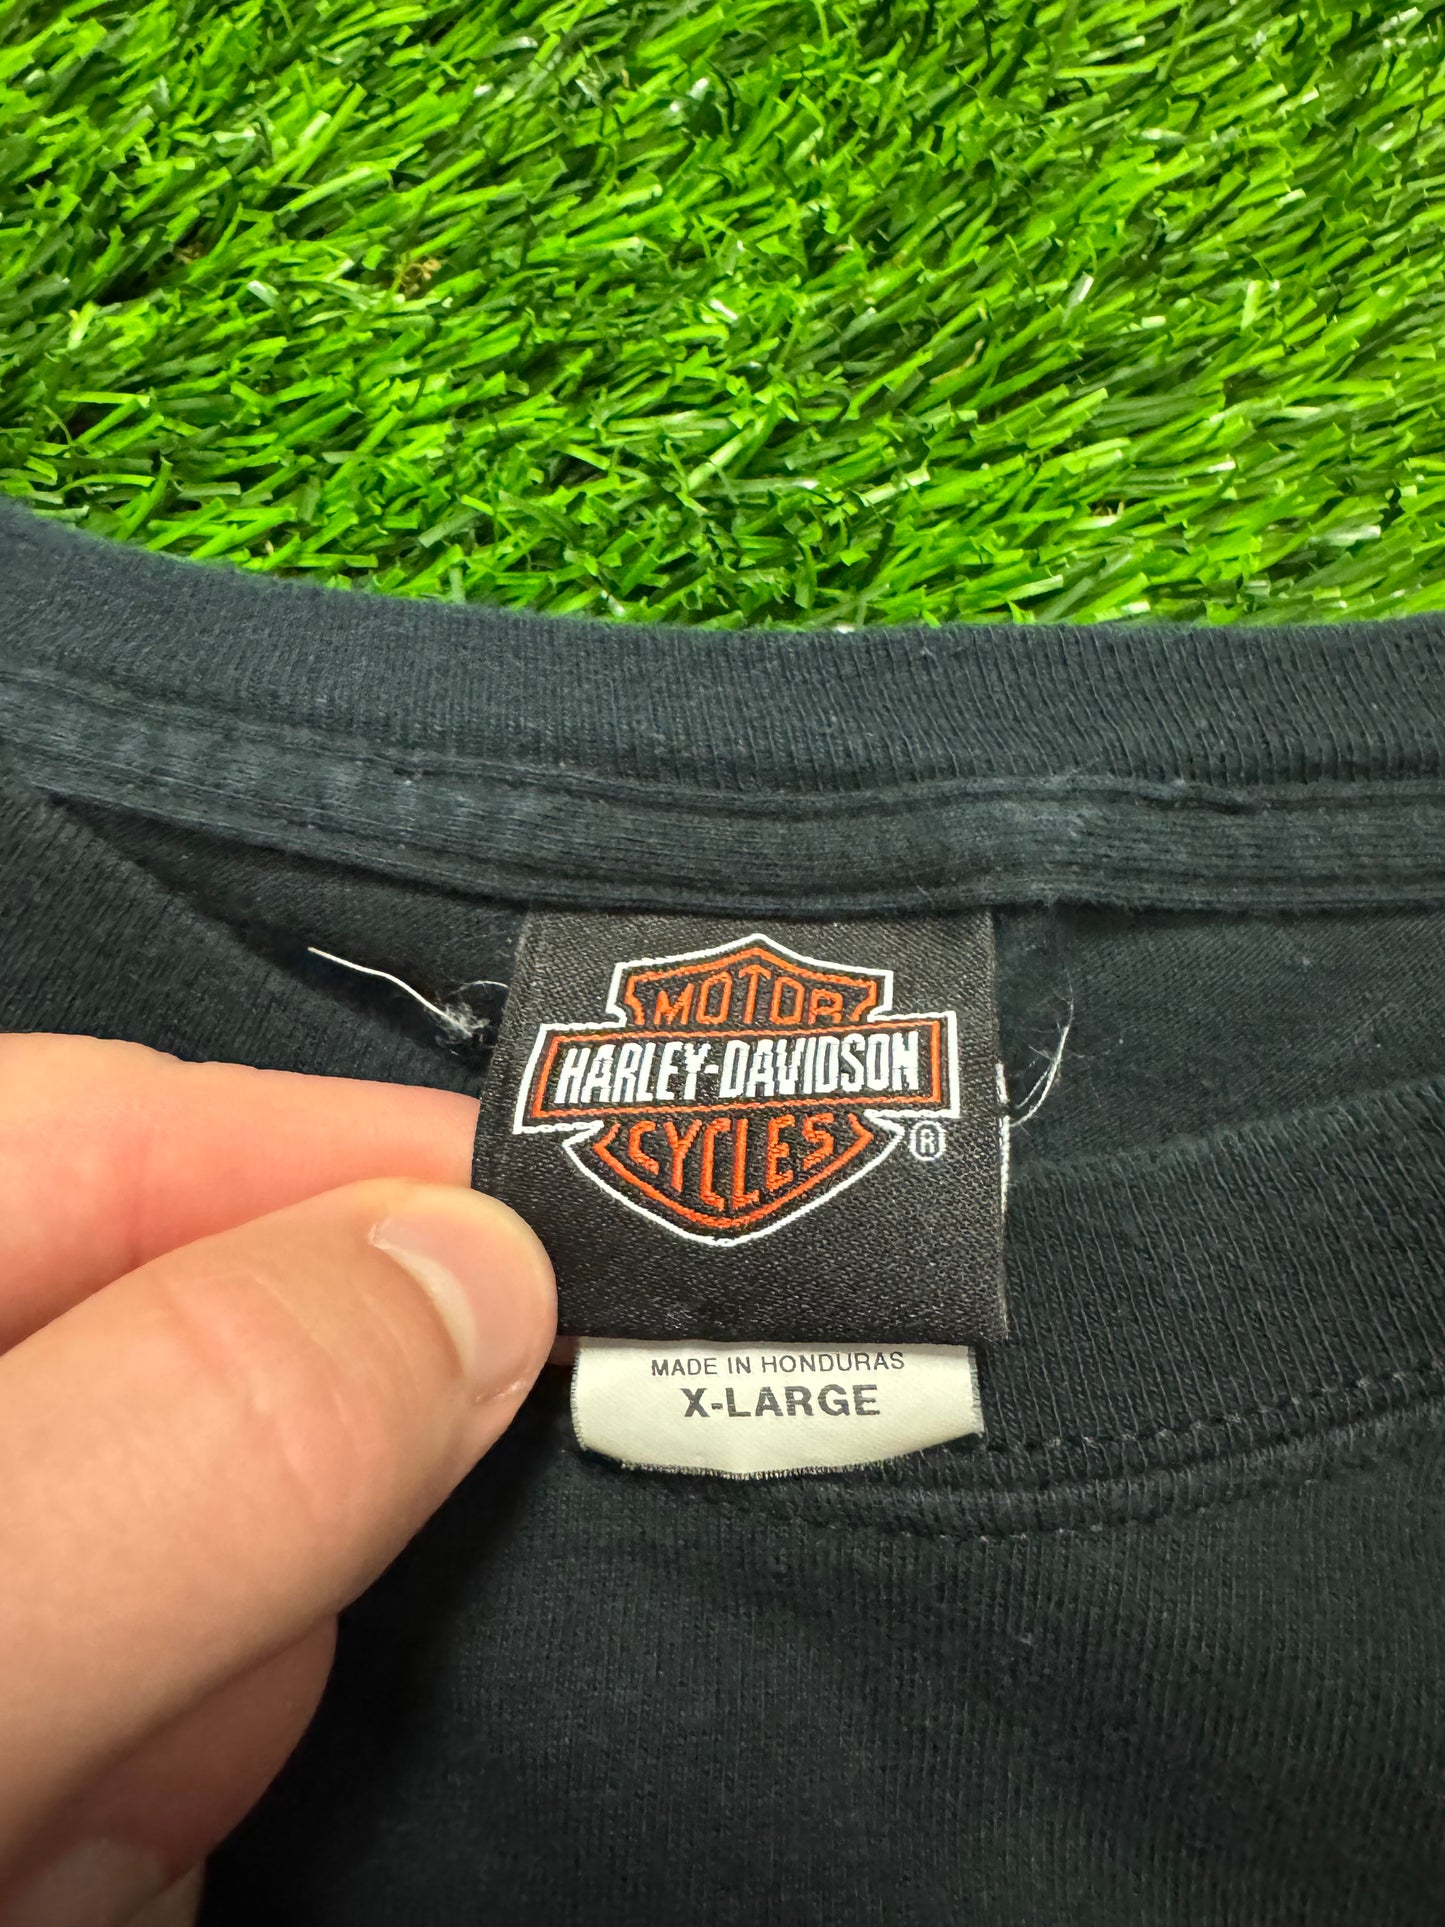 MOTOR
HARLEY-DAVIDSON
CYCLES
®
MADE IN HONDURAS
X-LARGE